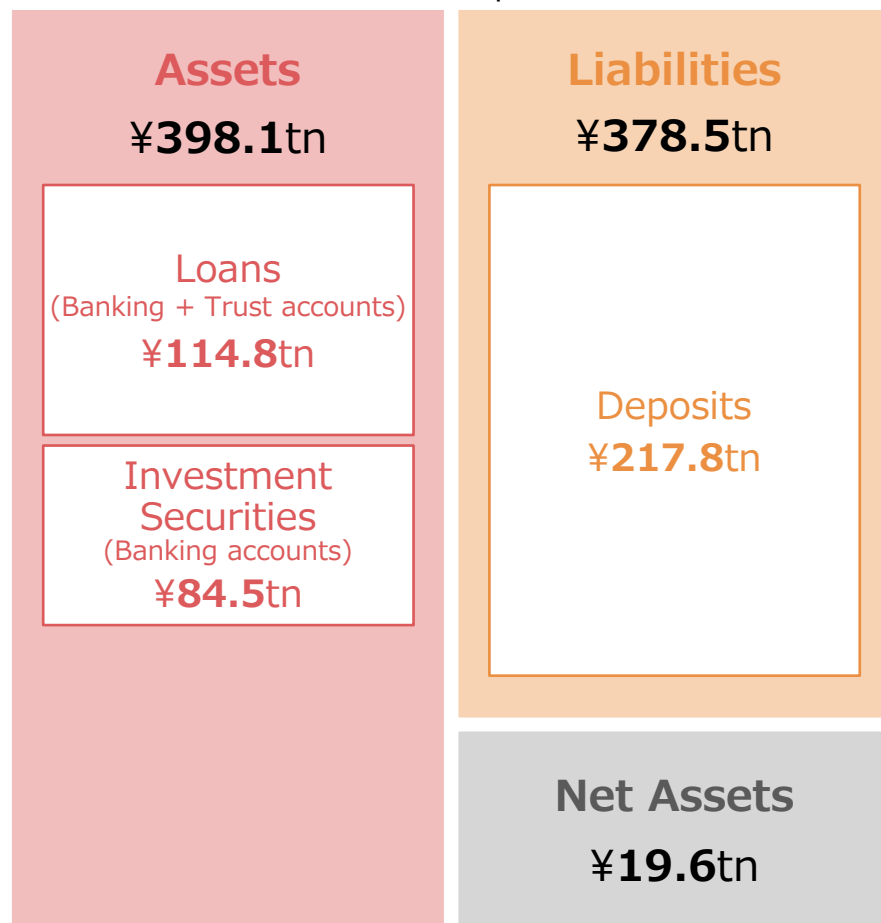 Assets
¥398.1tn
Loans
(Banking + Trust accounts)
¥114.8tn
Investment
Securities
(Banking accounts)
¥84.5tn
Liabilities
¥378.5tn
Deposits
¥217.8tn
Net Assets
¥19.6tn